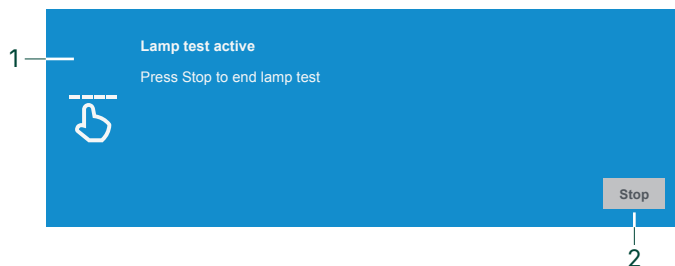 1
Lamp test active
Press Stop to end lamp test
Stop
2